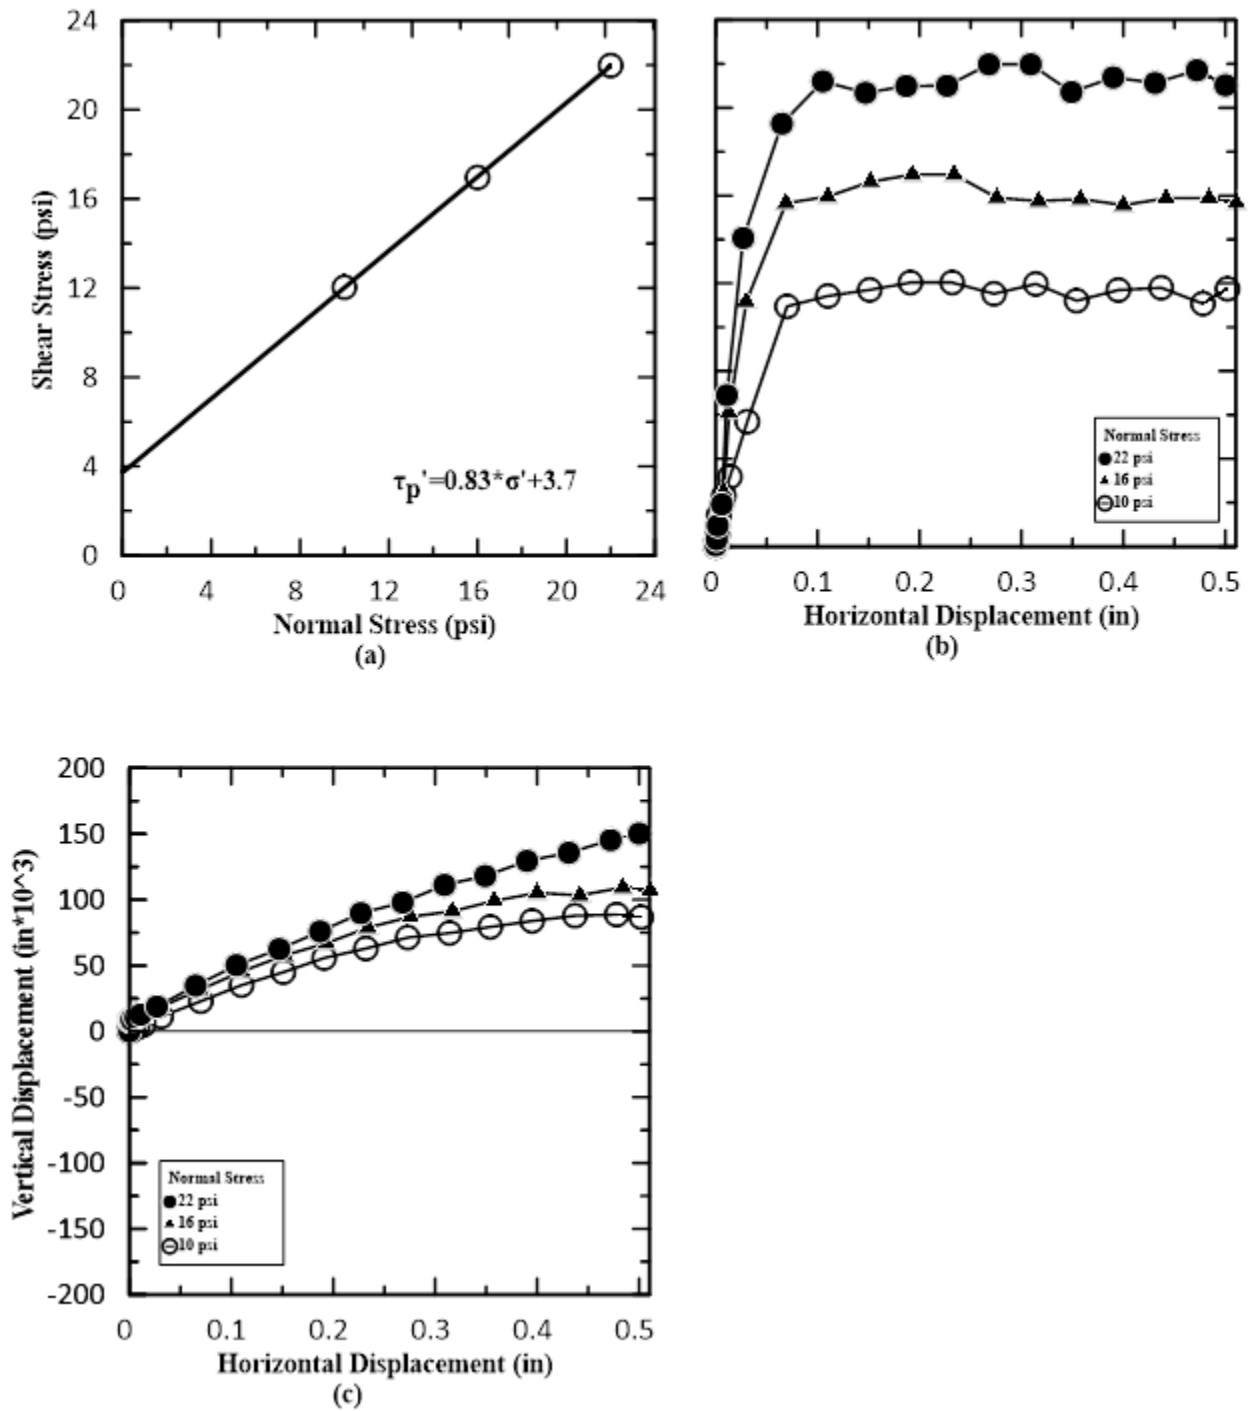 24
20
16
12
8
4
0
Shear Stress (psi)
τp'=0.83*σ'+3.7
0 4 8 12 16 20 24
Normal Stress (psi)
(a)
Normal Stress
22 psi
16 psi
10 psi
0 0.1 0.2 0.3 0.4 0.5
Horizontal Displacement (in)
(b)
200
150
100
50
0
-50
-100
-150
-200
Vertical Displacement (in*10^3)
Normal Stress
22 psi
16 psi
10 psi
0 0.1 0.2 0.3 0.4 0.5
Horizontal Displacement (in)
(c)